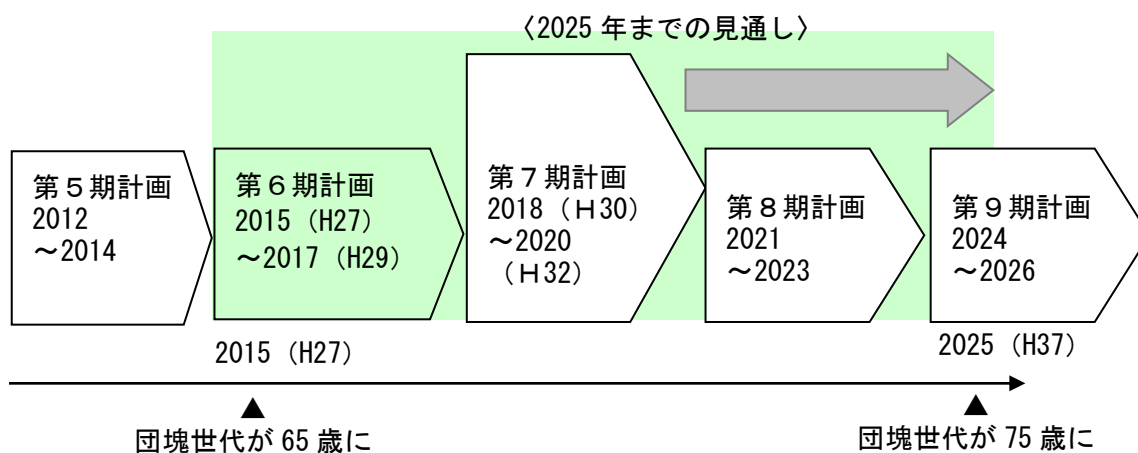 〈2025 年までの見通し〉
第５期計画
2012
～2014
第６期計画
2015（H27）
～2017（H29）
第７期計画
2018（Ｈ30）
～2020
（Ｈ32）
第８期計画
2021
～2023
第９期計画
2024
～2026
2015（H27）
2025（H37）
団塊世代が 65 歳に
団塊世代が 75 歳に